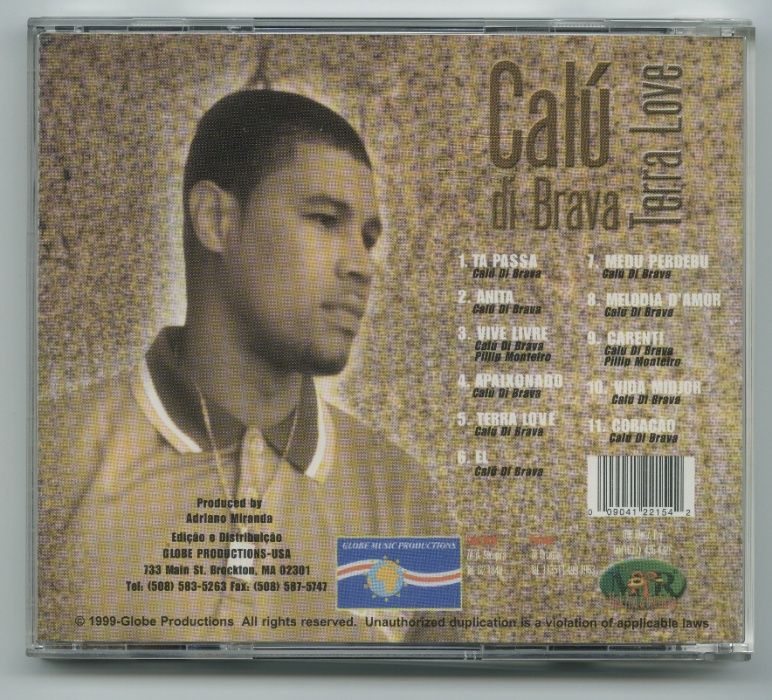 Calú
di Brava
Terra Love
1. TA PASSA
Calú Di Brava
2. ANITA
Calú Di Brava
3. VIVE LIVRE
Calú Di Brava
Pillip Monteiro
4. APAIXONADO
Calú Di Brava
5. TERRA LOVE
Calú Di Brava
6. EL
Calú Di Brava
7. MEDU PERDEBU
Calú Di Brava
8. MELODIA D'AMOR
Calú Di Brava
9. CARENTI
Calú Di Brava
Pillip Monteiro
10. VIDA MIDJOR
Calú Di Brava
11. CORAÇAO
Calú Di Brava
0 09041 22154 2
Produced by
Adriano Miranda
Edição o Distribuição
GLOBE PRODUCTIONS-USA
733 Main St. Brockton, MA 02301
Tel: (508) 583-5263 Fax: (508) 587-5747
GLOBE MUSIC PRODUCTIONS
© 1999-Globe Productions All rights reserved. Unauthorized duplication is a violation of applicable laws